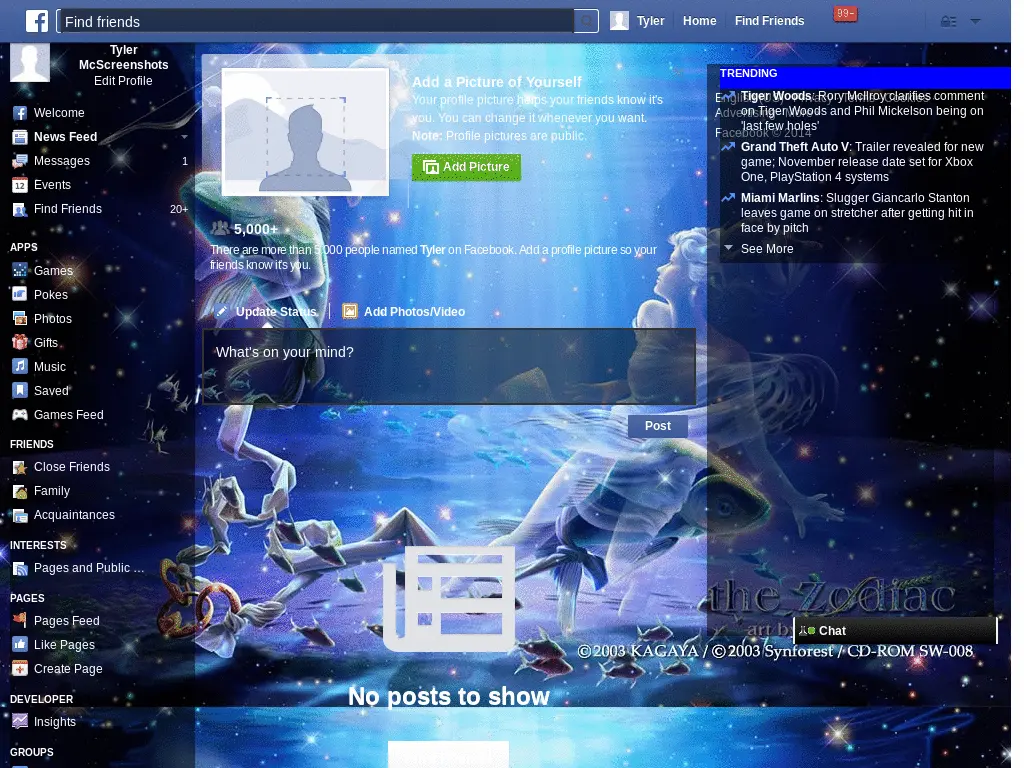 Find friends
Tyler
Home
Find Friends
99-
Tyler
McScreenshots
Edit Profile
Welcome
News Feed
Messages 1
Events
Find Friends 20+
APPS
Games
Pokes
Photos
Gifts
Music
Saved
Games Feed
FRIENDS
Close Friends
Family
Acquaintances
INTERESTS
Pages and Public ...
PAGES
Pages Feed
Like Pages
Create Page
DEVELOPER
Insights
GROUPS
Add a Picture of Yourself
Your profile picture helps your friends know it's
you. You can change it whenever you want.
Note: Profile pictures are public.
Add Picture
5,000+
There are more than 5,000 people named Tyler on Facebook. Add a profile picture so your
friends know it's you.
Update Status
Add Photos/Video
What's on your mind?
Post
No posts to show
TRENDING
Tiger Woods: Rory McIlroy clarifies comment
on Tiger Woods and Phil Mickelson being on
'last few holes'
Facebook © 2014
Grand Theft Auto V: Trailer revealed for new
game; November release date set for Xbox
One, PlayStation 4 systems
Miami Marlins: Slugger Giancarlo Stanton
leaves game on stretcher after getting hit in
face by pitch
See More
the Zodiac
art by
Chat
©2003 KAGAYA / ©2003 Synforest / CD-ROM SW-008